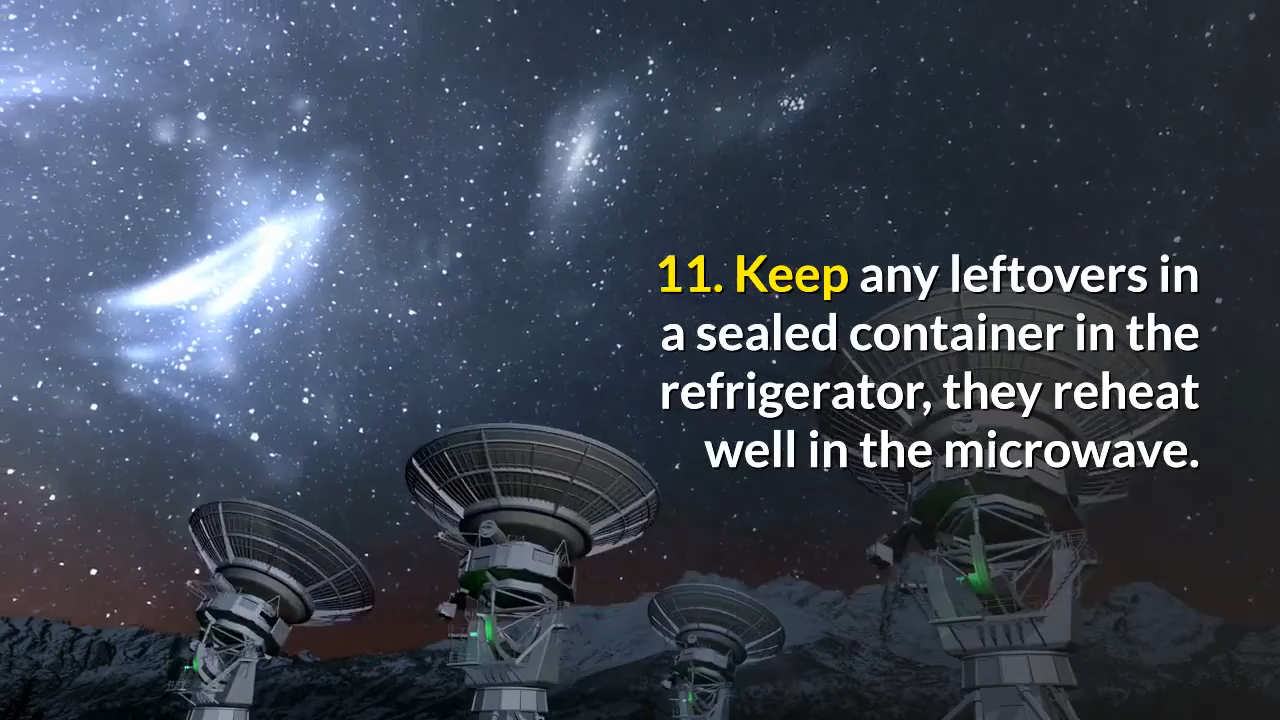 11. Keep any leftovers in
a sealed container in the
refrigerator, they reheat
well in the microwave.